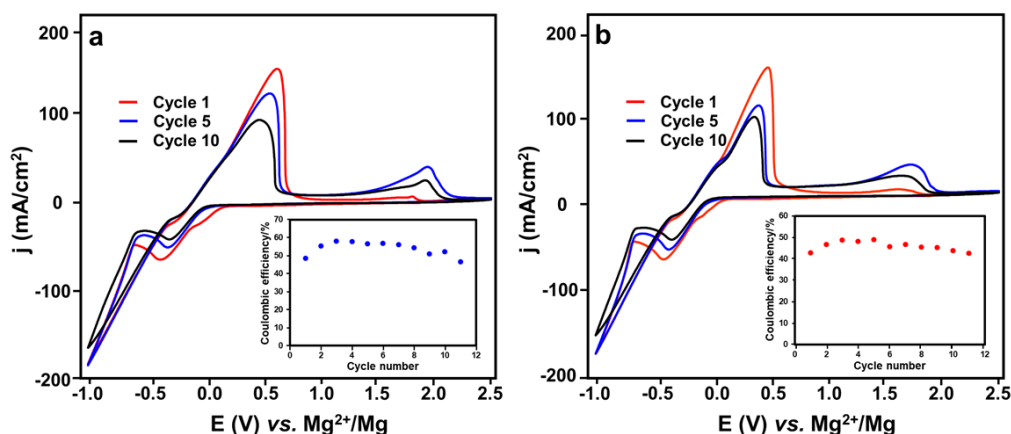 a
200
100
0
-100
-200
j (mA/cm²)
Cycle 1
Cycle 5
Cycle 10
-1.0 -0.5 0.0 0.5 1.0 1.5 2.0 2.5
E (V) vs. Mg²⁺/Mg
70
60
50
40
30
20
10
0
Coulombic efficiency/%
0 2 4 6 8 10 12
Cycle number
b
200
100
0
-100
-200
j (mA/cm²)
Cycle 1
Cycle 5
Cycle 10
-1.0 -0.5 0.0 0.5 1.0 1.5 2.0 2.5
E (V) vs. Mg²⁺/Mg
60
50
40
30
20
10
0
Coulombic efficiency/%
0 2 4 6 8 10 12
Cycle number